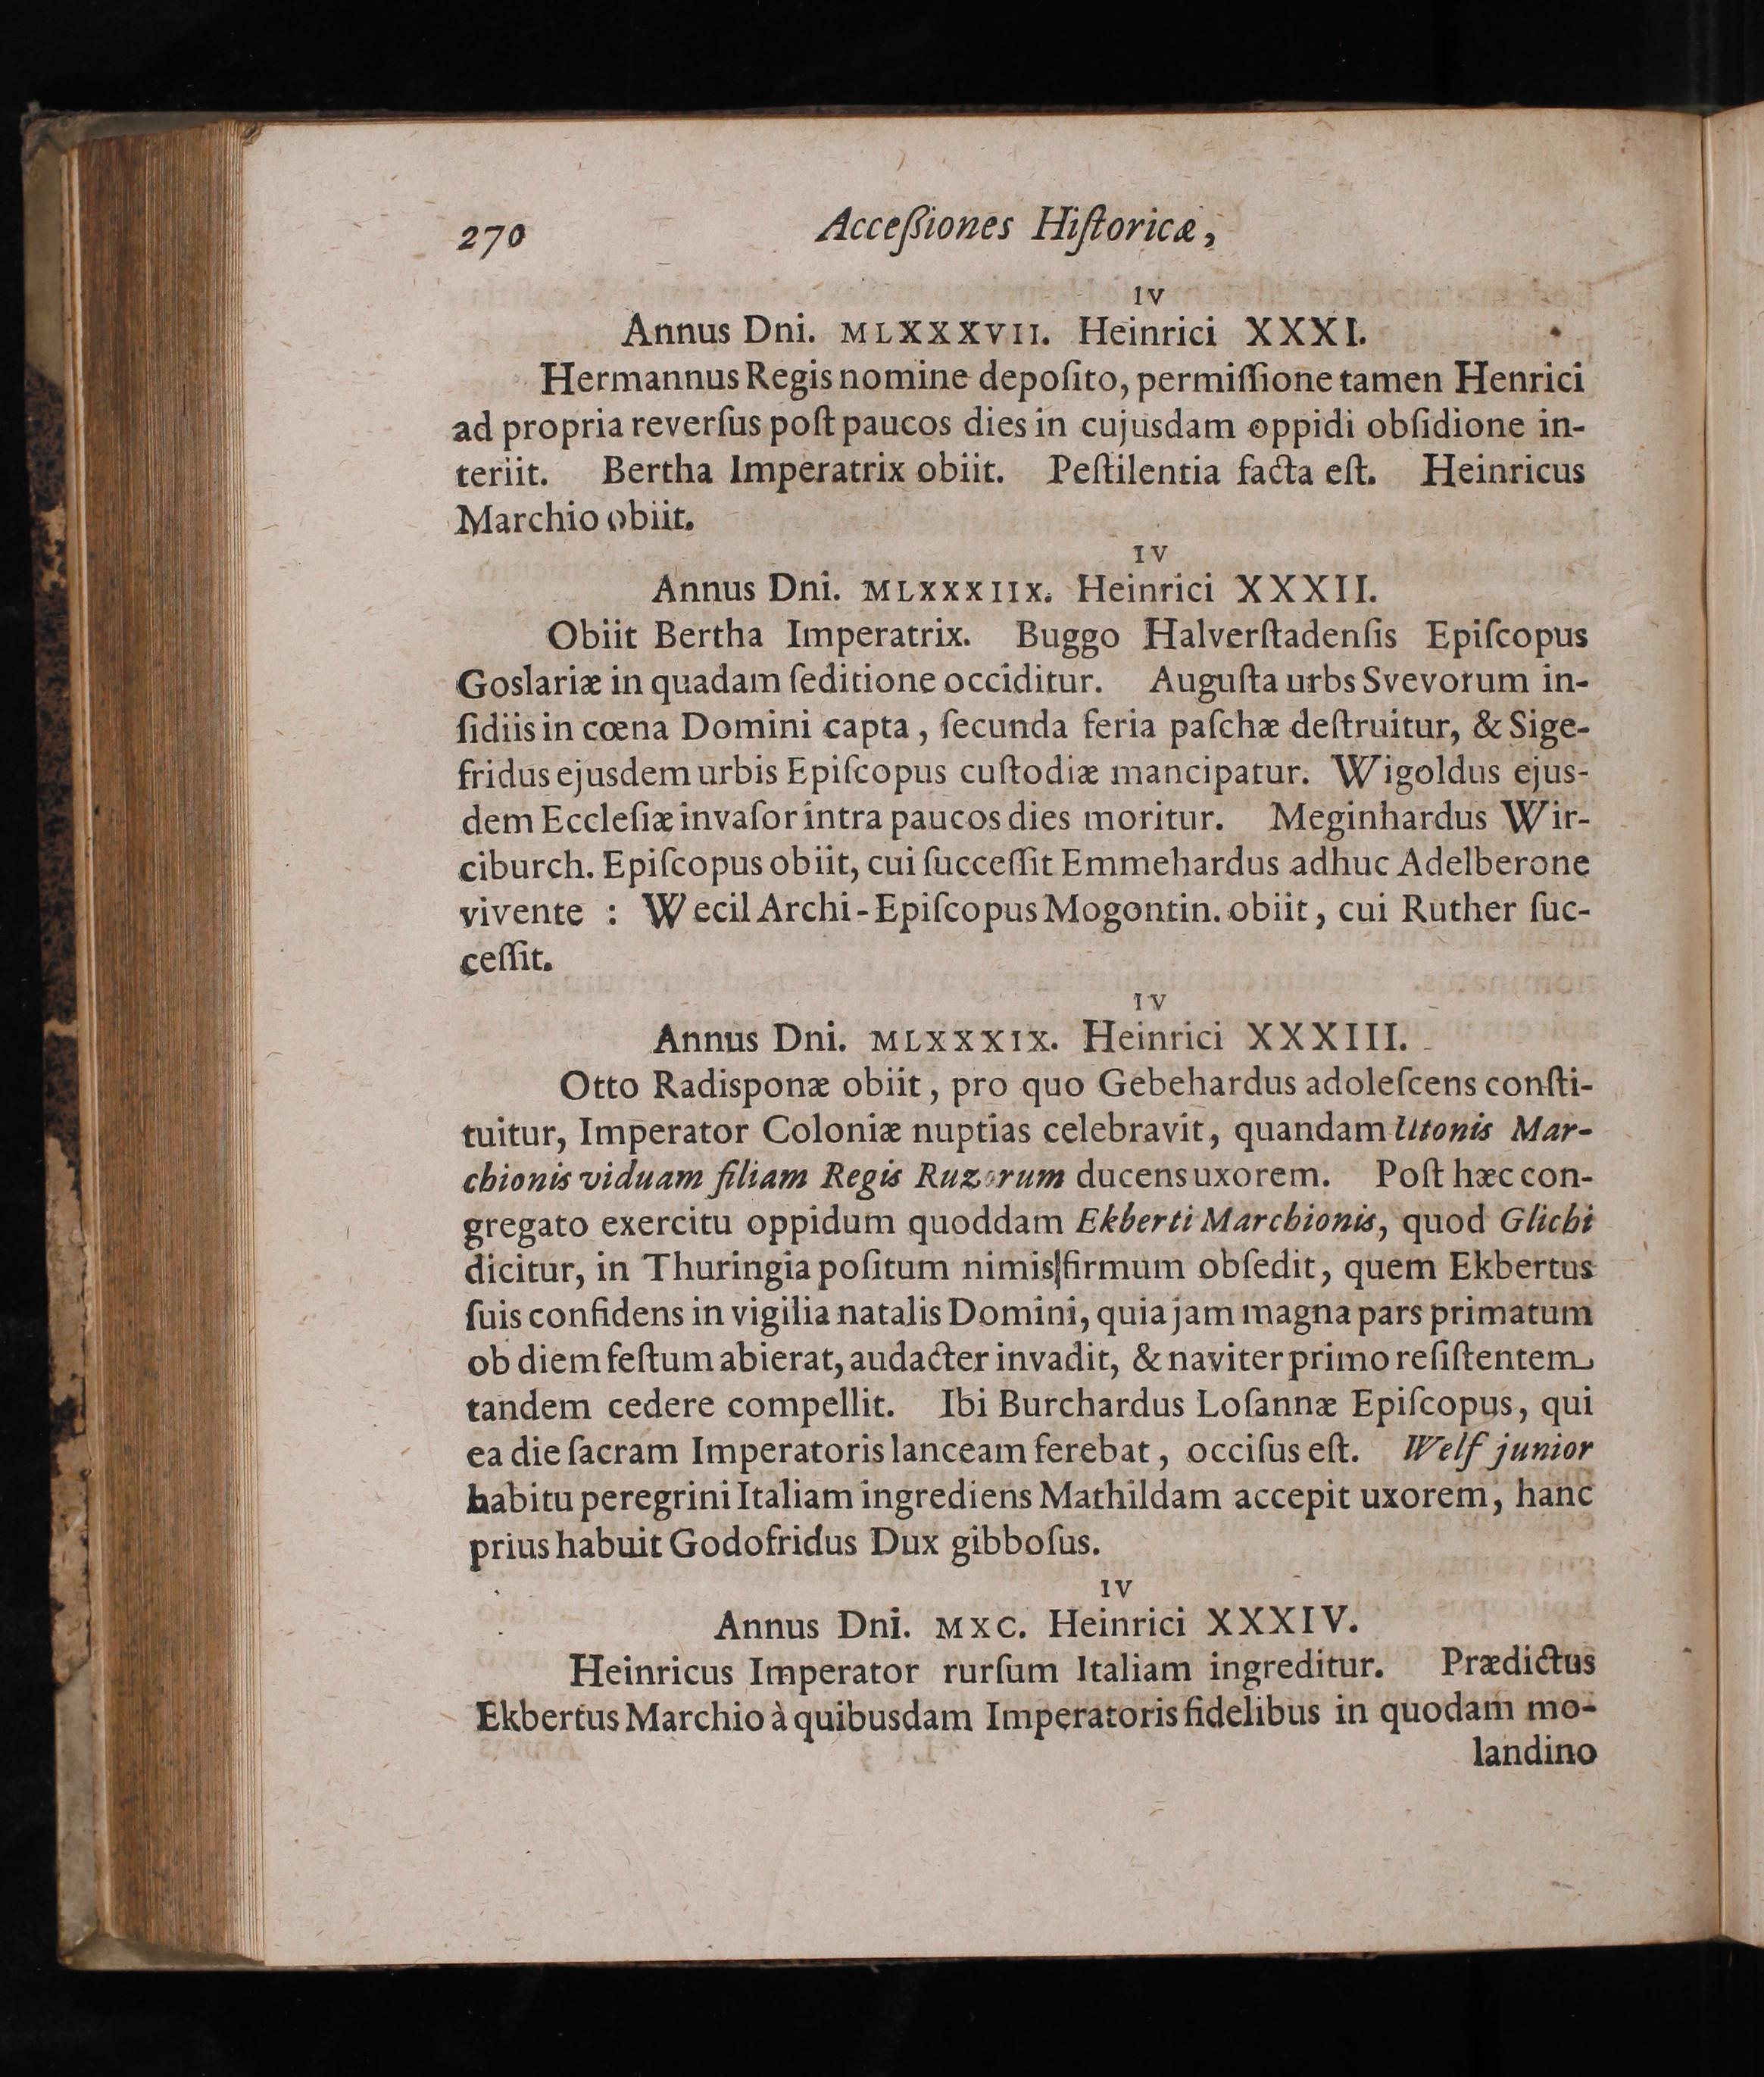 270 Acceſſiones Hiſtoricæ,
IV
Annus Dni. MLXXXVII. Heinrici XXXI.
Hermannus Regis nomine depoſito, permiſſione tamen Henrici
ad propria reverſus poſt paucos dies in cujusdam oppidi obſidione in-
teriit. Bertha Imperatrix obiit. Peſtilentia facta eſt. Heinricus
Marchio obiit.
IV
Annus Dni. MLXXXIIX. Heinrici XXXII.
Obiit Bertha Imperatrix. Buggo Halverſtadenſis Epiſcopus
Goslariæ in quadam ſeditione occiditur. Auguſta urbs Svevorum in-
ſidiis in cœna Domini capta, ſecunda feria paſchæ deſtruitur, & Sige-
fridus ejusdem urbis Epiſcopus cuſtodiæ mancipatur. Wigoldus ejus-
dem Eccleſiæ invaſor intra paucos dies moritur. Meginhardus Wir-
ciburch. Epiſcopus obiit, cui ſucceſſit Emmehardus adhuc Adelberone
vivente : Wecil Archi-Epiſcopus Mogontin. obiit, cui Ruther ſuc-
ceſſit.
IV
Annus Dni. MLXXXIX. Heinrici XXXIII.
Otto Radisponæ obiit, pro quo Gebehardus adoleſcens conſti-
tuitur, Imperator Coloniæ nuptias celebravit, quandam Utonis Mar-
chionis viduam filiam Regis Ruzorum ducens uxorem. Poſt hæc con-
gregato exercitu oppidum quoddam Ekberti Marchionis, quod Glichi
dicitur, in Thuringia poſitum nimis|firmum obſedit, quem Ekbertus
ſuis confidens in vigilia natalis Domini, quia jam magna pars primatum
ob diem feſtum abierat, audacter invadit, & naviter primo reſiſtentem
tandem cedere compellit. Ibi Burchardus Loſannæ Epiſcopus, qui
ea die ſacram Imperatoris lanceam ferebat, occiſus eſt. Welf junior
habitu peregrini Italiam ingrediens Mathildam accepit uxorem, hanc
prius habuit Godofridus Dux gibboſus.
IV
Annus Dni. MXC. Heinrici XXXIV.
Heinricus Imperator rurſum Italiam ingreditur. Prædictus
Ekbertus Marchio à quibusdam Imperatoris fidelibus in quodam mo-
landino